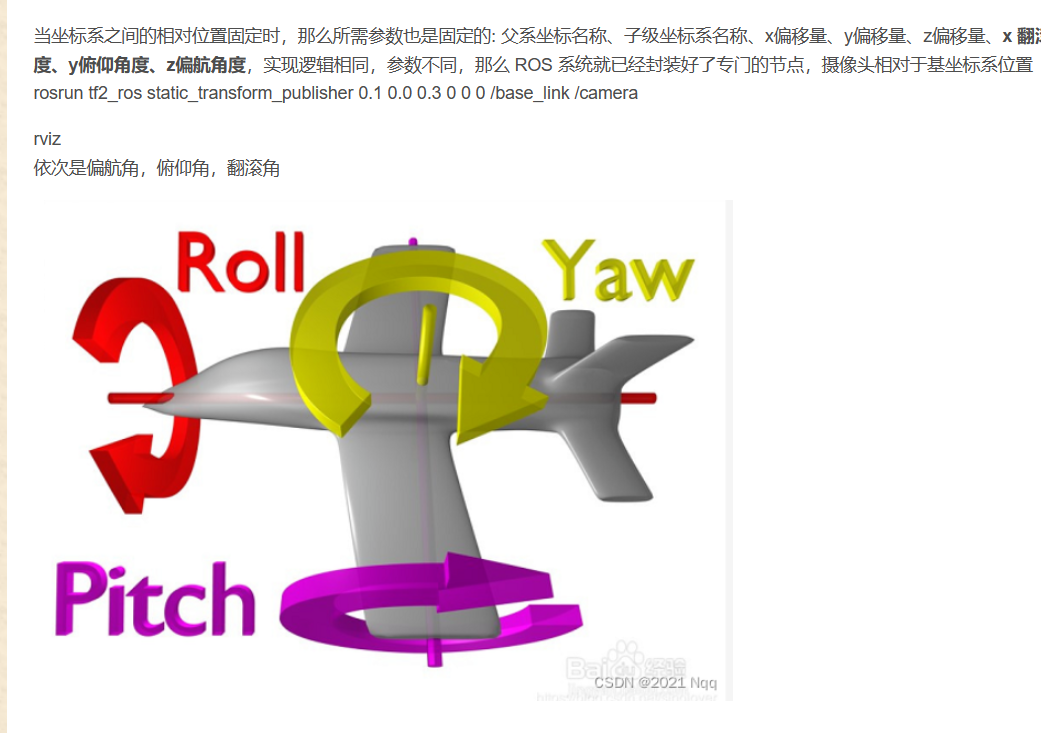 当坐标系之间的相对位置固定时，那么所需参数也是固定的: 父系坐标名称、子级坐标系名称、x偏移量、y偏移量、z偏移量、x 翻
度、y俯仰角度、z偏航角度，实现逻辑相同，参数不同，那么 ROS 系统就已经封装好了专门的节点，摄像头相对于基坐标系位置
rosrun tf2_ros static_transform_publisher 0.1 0.0 0.3 0 0 0 /base_link /camera
rviz
依次是偏航角，俯仰角，翻滚角
Roll
Yaw
Pitch
Bai 经验
CSDN @2021 Nqq